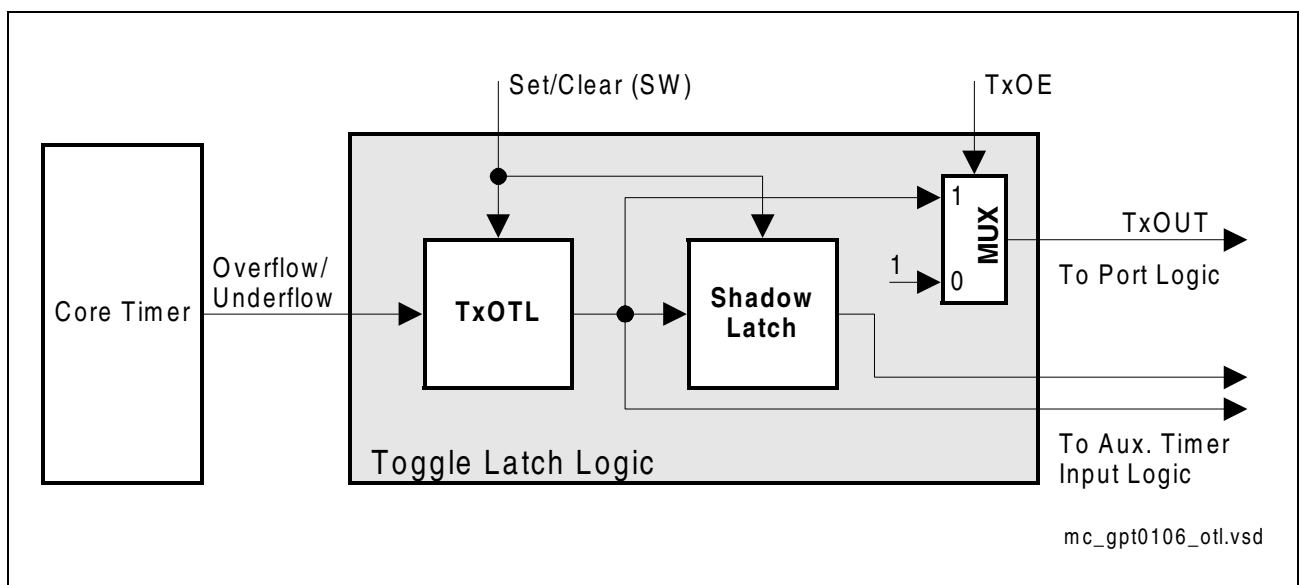 Set/Clear (SW)
TxOE
Core Timer
Overflow/
Underflow
TxOTL
Shadow
Latch
1
1
0
MUX
TxOUT
To Port Logic
To Aux. Timer
Input Logic
Toggle Latch Logic
mc_gpt0106_otl.vsd